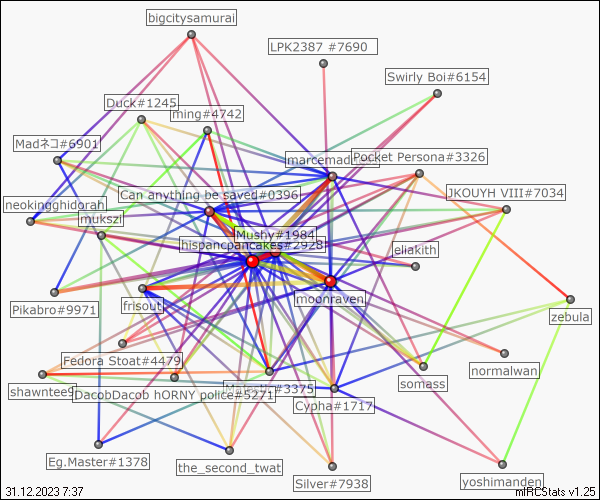 bigcitysamurai
LPK2387 #7690
Swirly Boi#6154
Duck#1245
ming#4742
Madネコ#6901
Pocket Persona#3326
JKOUYH VIII#7034
Can anything be saved#0396
neokingghidorah
mukszi
Mushy#1984
hispancpancakes#2928
eliakith
moonraven
Pikabro#9971
frisout
zebula
Fedora Stoat#4479
normalwan
somass
shawntee9
DacobDacob hORNY police#5271
#3375
Cypha#1717
Eg.Master#1378
the_second_twat
Silver#7938
yoshimanden
31.12.2023 7:37
mIRCStats v1.25